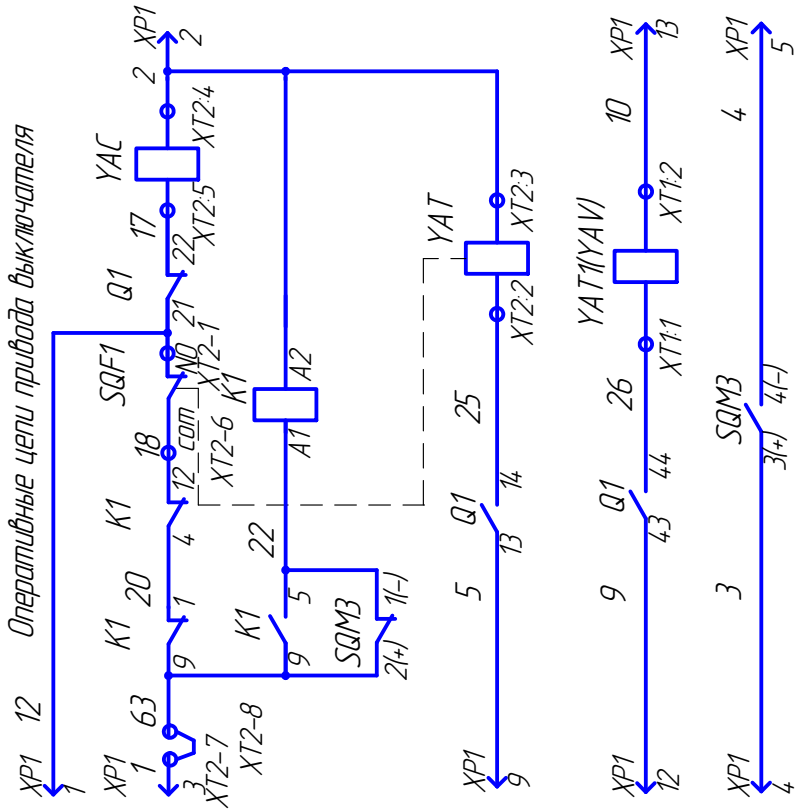 Оперативные цепи привода выключателя
XP1
1
12
XP1
3
1
XT2-7
XT2-8
63
K1
9
1
20
K1
4
12
18
com
XT2-6
SQF1
NO
XT2-1
Q1
21
22
17
XT2:5
YAC
XT2:4
2
XP1
2
K1
9
5
22
K1
A1
A2
SQM3
2(+)
1(-)
XP1
9
5
Q1
13
14
25
XT2:2
YAT
XT2:3
XP1
12
9
Q1
43
44
26
XT1:1
YAT1(YAV)
XT1:2
10
XP1
13
XP1
4
3
SQM3
3(+)
4(-)
4
XP1
5